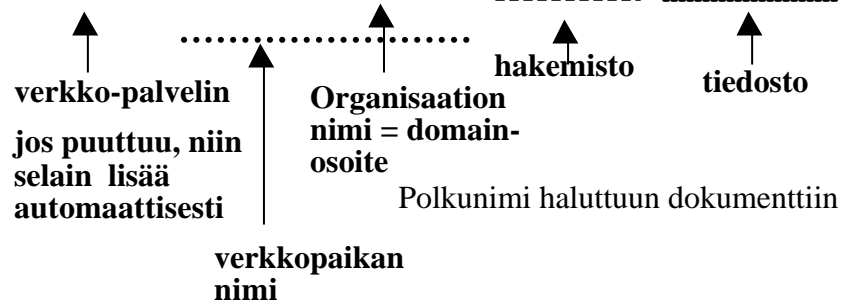 verkko-palvelin
jos puuttuu, niin
selain lisää
automaattisesti
verkkopaikan
nimi
Organisaation
nimi = domain-
osoite
hakemisto
tiedosto
Polkunimi haluttuun dokumenttiin